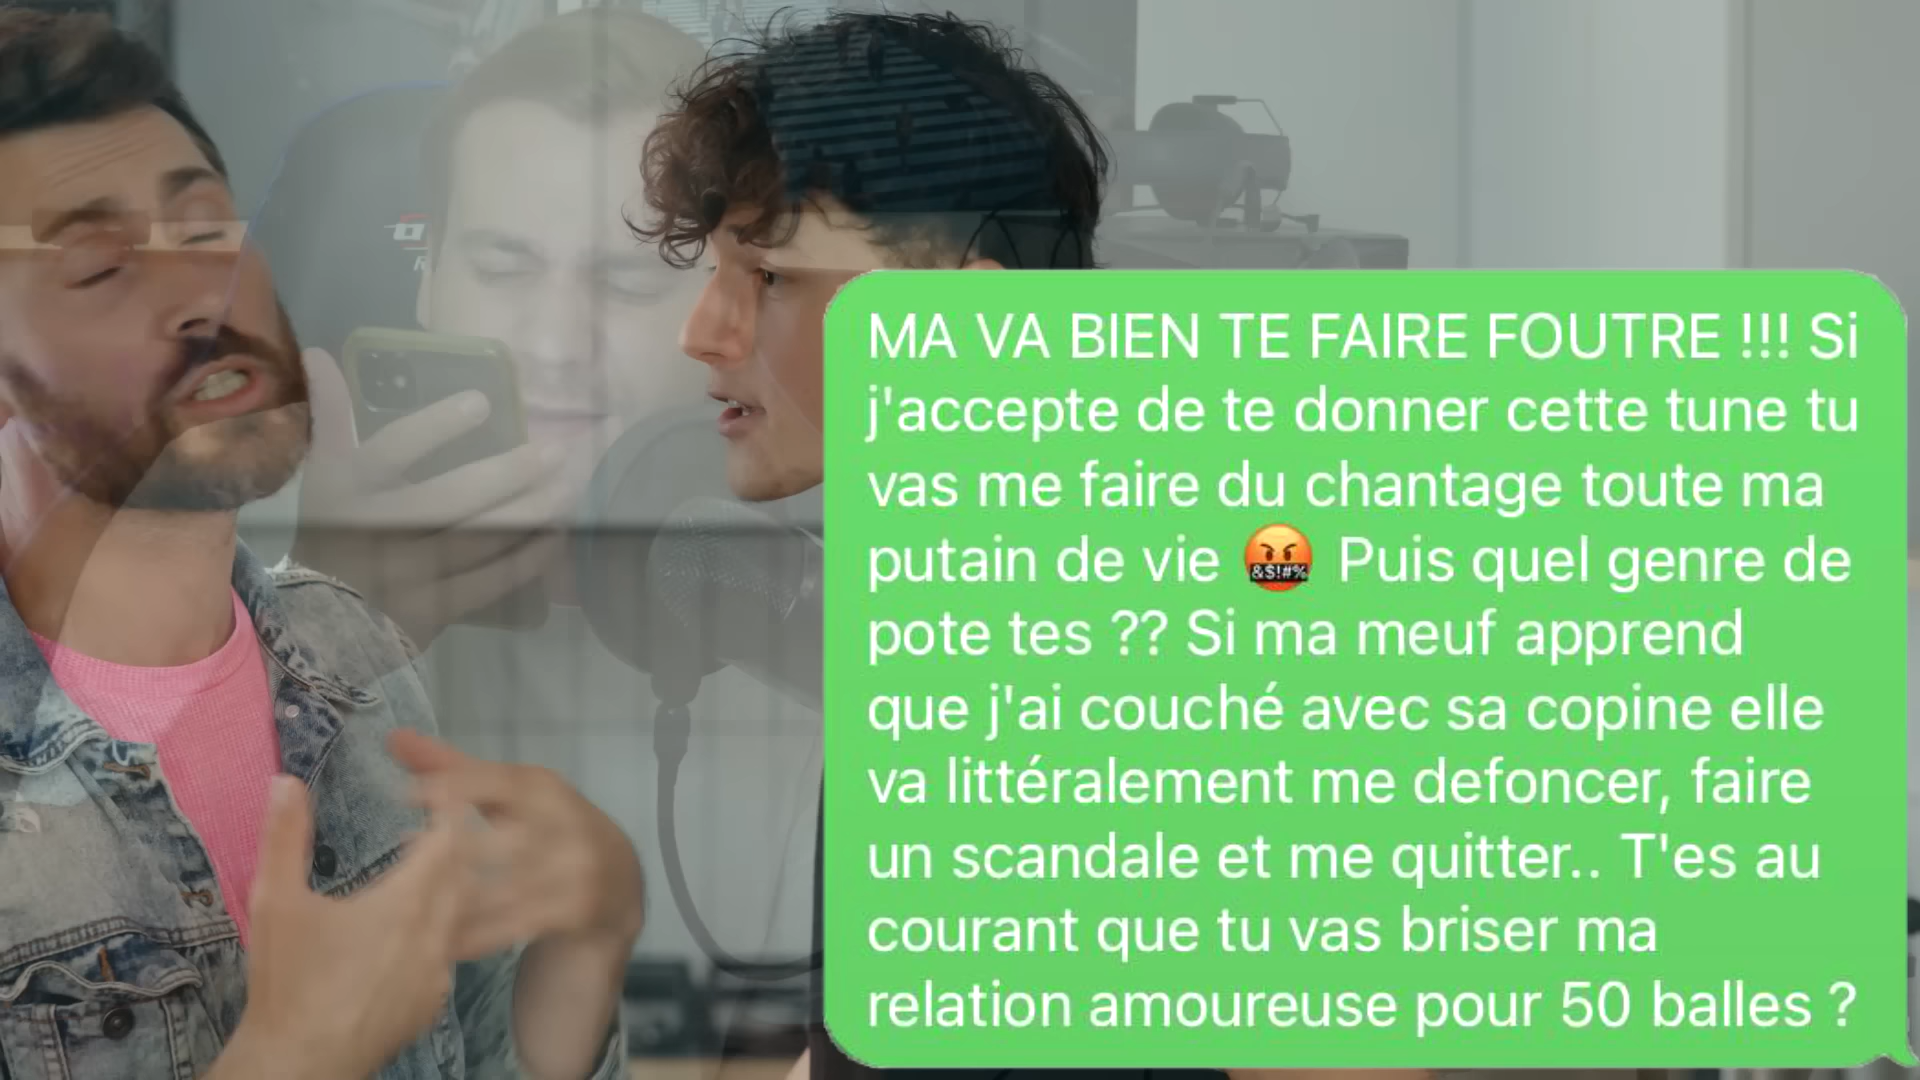 MA VA BIEN TE FAIRE FOUTRE !!! Si
j'accepte de te donner cette tune tu
vas me faire du chantage toute ma
putain de vie 🤬 Puis quel genre de
pote tes ?? Si ma meuf apprend
que j'ai couché avec sa copine elle
va littéralement me defoncer, faire
un scandale et me quitter.. T'es au
courant que tu vas briser ma
relation amoureuse pour 50 balles ?